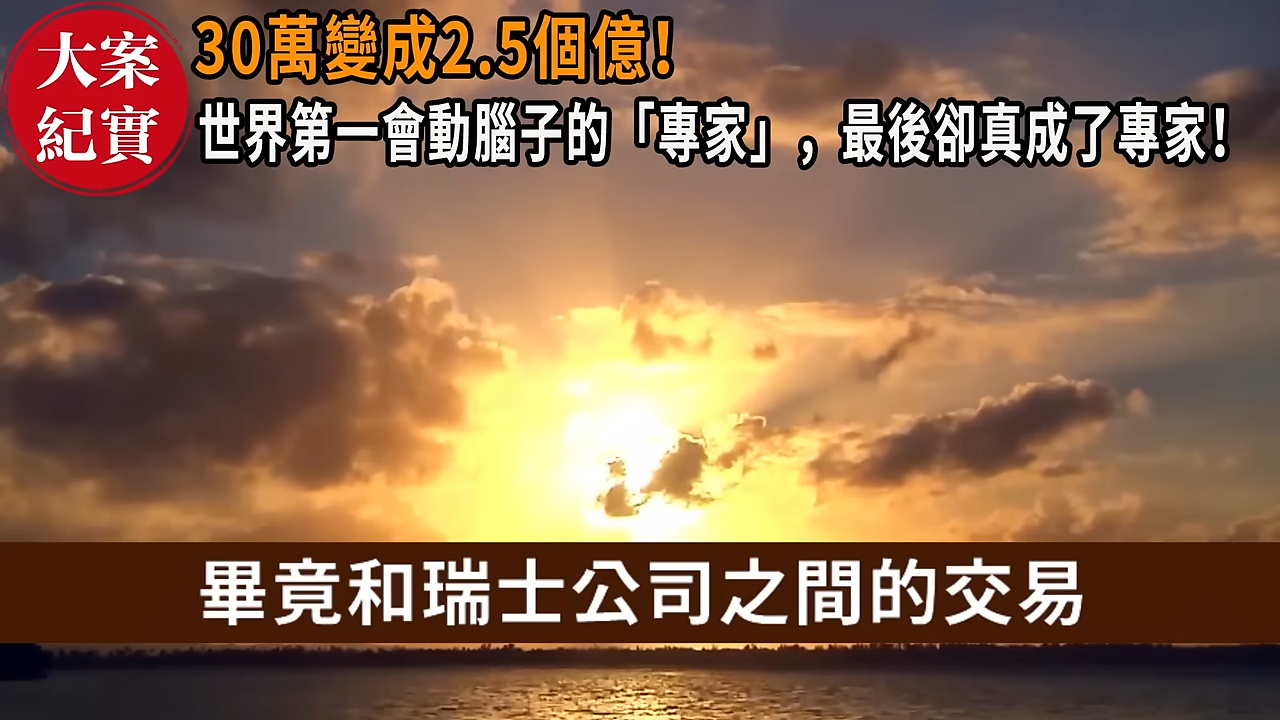 大案
紀實
30萬變成2.5個億！
世界第一會動腦子的「專家」，最後卻真成了專家！
畢竟和瑞士公司之間的交易